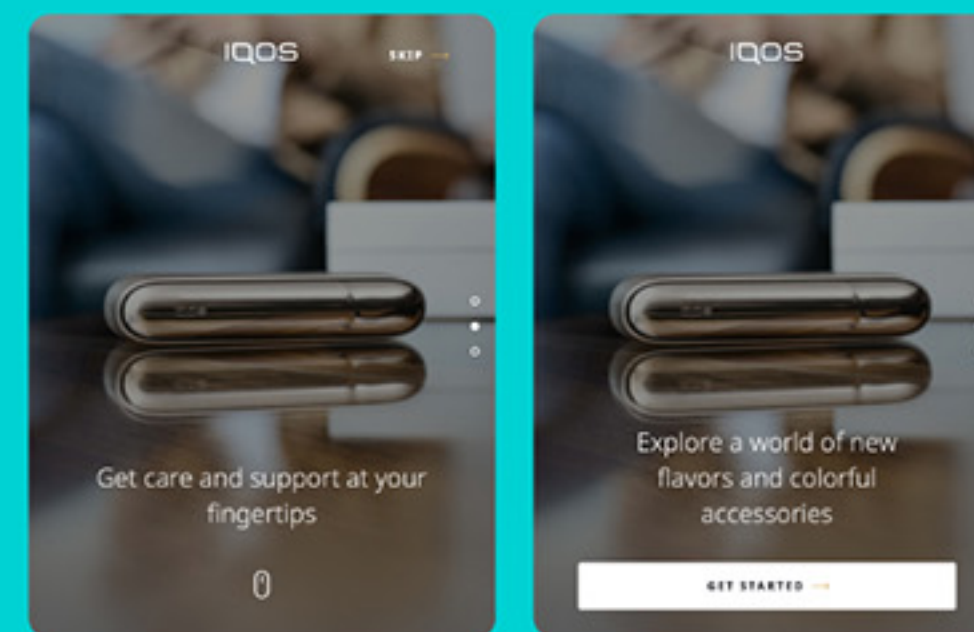 IQOS
SKIP
Get care and support at your
fingertips
IQOS
Explore a world of new
flavors and colorful
accessories
GET STARTED